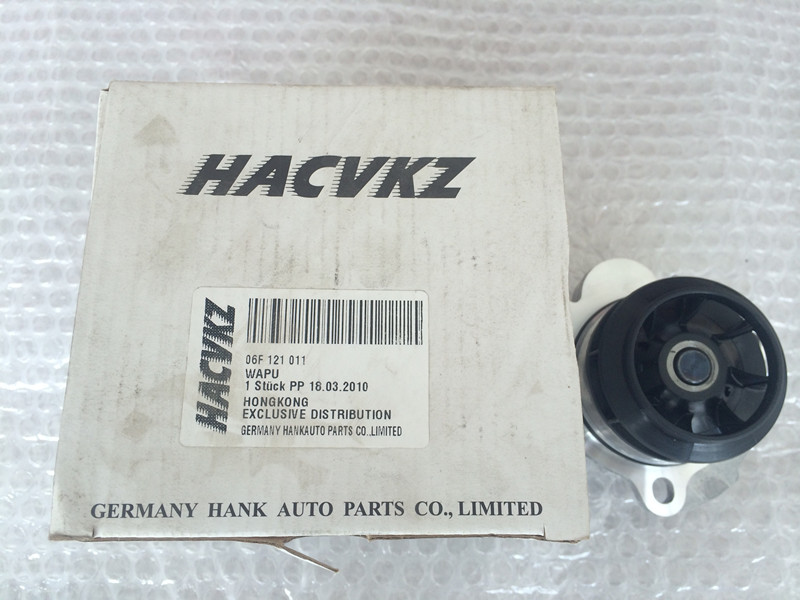 HACVKZ
HACVKZ
06F 121 011
WAPU
1 Stück PP 18.03.2010
HONGKONG
EXCLUSIVE DISTRIBUTION
GERMANY HANKAUTO PARTS CO.,LIMITED
GERMANY HANK AUTO PARTS CO., LIMITED